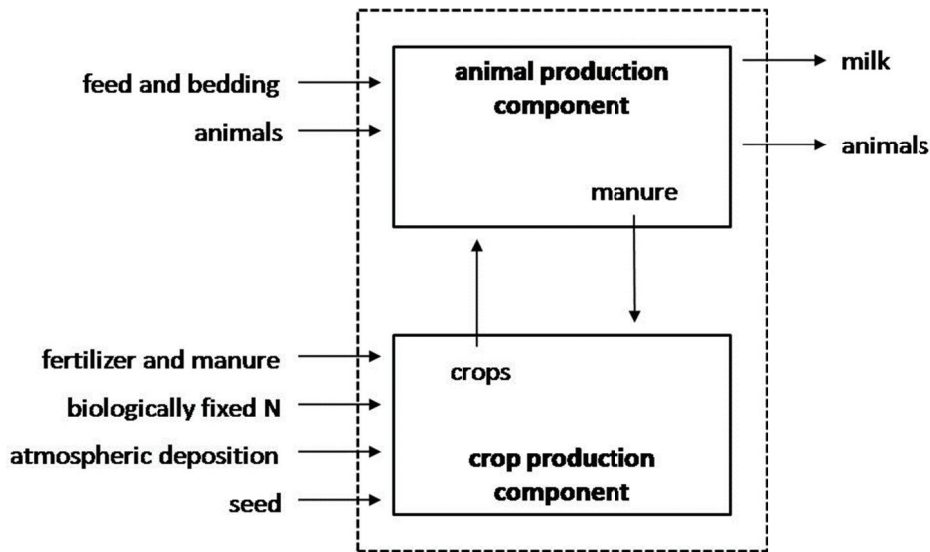 animal production
component
feed and bedding
animals
milk
animals
manure
fertilizer and manure
biologically fixed N
atmospheric deposition
seed
crops
crop production
component